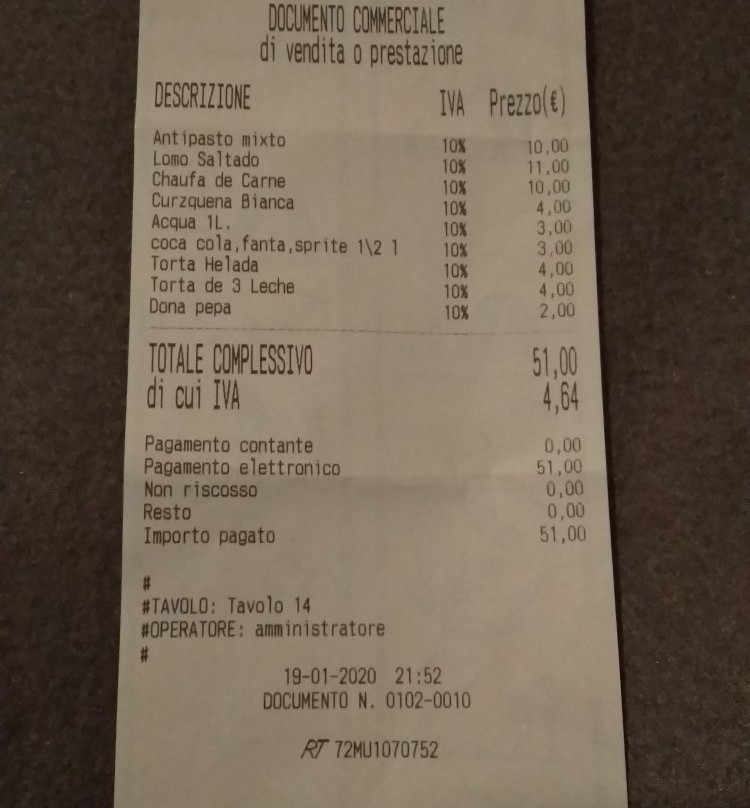 DOCUMENTO COMMERCIALE
di vendita o prestazione
DESCRIZIONE IVA Prezzo(€)
Antipasto mixto 10% 10,00
Lomo Saltado 10% 11,00
Chaufa de Carne 10% 10,00
Curzquena Bianca 10% 4,00
Acqua 1L. 10% 3,00
coca cola,fanta,sprite 1\2 l 10% 3,00
Torta Helada 10% 4,00
Torta de 3 Leche 10% 4,00
Dona pepa 10% 2,00
TOTALE COMPLESSIVO 51,00
di cui IVA 4,64
Pagamento contante 0,00
Pagamento elettronico 51,00
Non riscosso 0,00
Resto 0,00
Importo pagato 51,00
#
#TAVOLO: Tavolo 14
#OPERATORE: amministratore
#
19-01-2020 21:52
DOCUMENTO N. 0102-0010
RT 72MU1070752